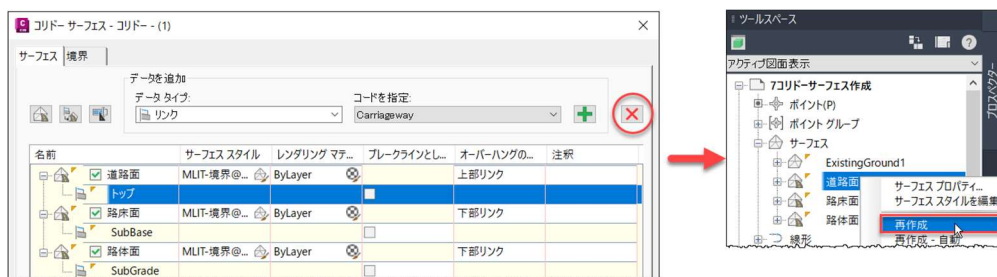 コリドー サーフェス - コリドー - (1)
サーフェス 境界
データを追加
データ タイプ:
コードを指定:
リンク
Carriageway
名前 サーフェス スタイル レンダリング マテ... ブレークラインとし... オーバーハングの... 注釈
道路面 MLIT-境界@... ByLayer 上部リンク
トップ
路床面 MLIT-境界@... ByLayer 下部リンク
SubBase
路体面 MLIT-境界@... ByLayer 下部リンク
SubGrade
ツールスペース
アクティブ図面表示
7コリドーサーフェス作成
ポイント(P)
ポイント グループ
サーフェス
ExistingGround1
道路面
路床面
路体面
線形
サーフェス プロパティ...
サーフェス スタイルを編集
再作成
再作成 - 自動
プロスペクター